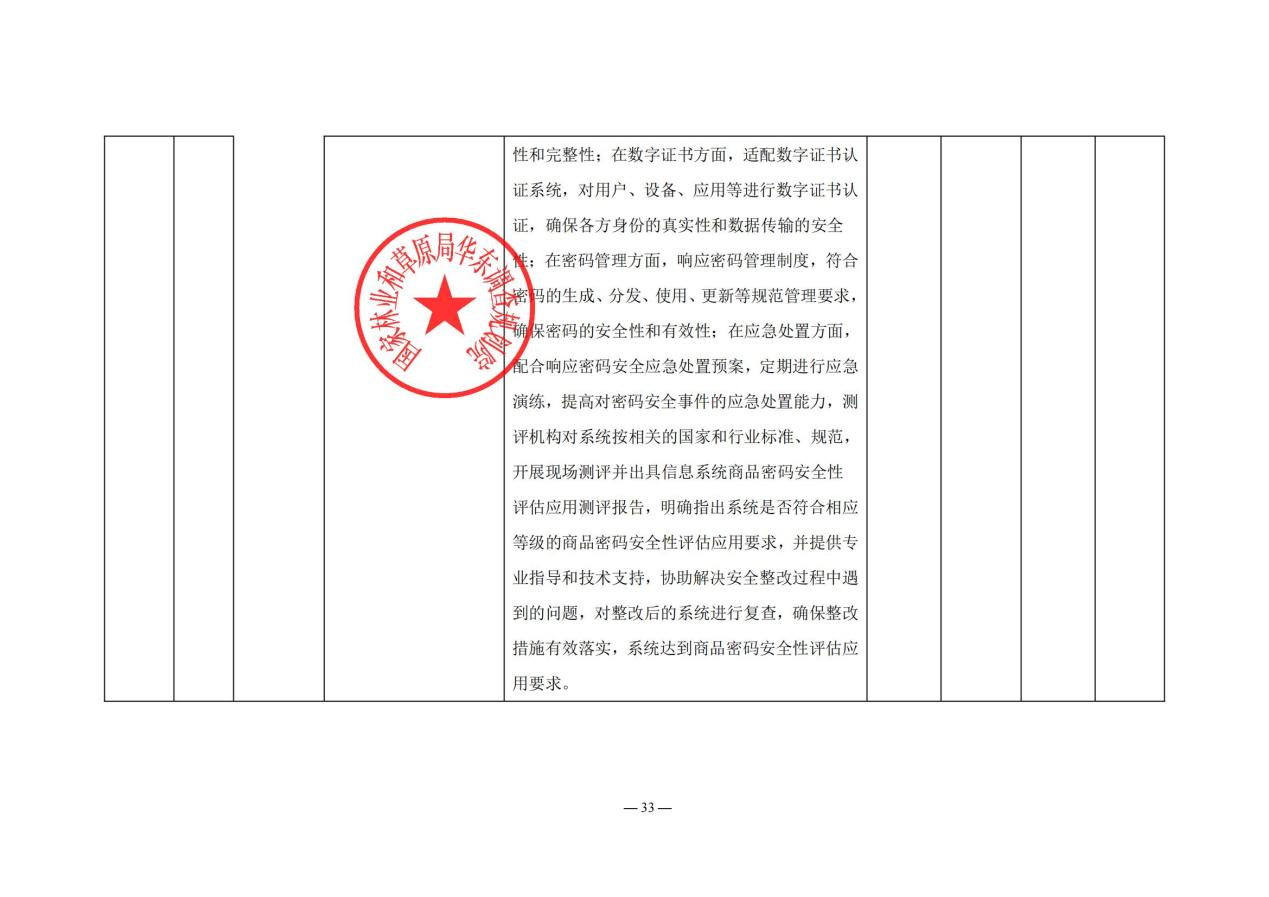 性和完整性；在数字证书方面，适配数字证书认
证系统，对用户、设备、应用等进行数字证书认
证，确保各方身份的真实性和数据传输的安全
性；在密码管理方面，响应密码管理制度，符合
密码的生成、分发、使用、更新等规范管理要求，
确保密码的安全性和有效性；在应急处置方面，
配合响应密码安全应急处置预案，定期进行应急
演练，提高对密码安全事件的应急处置能力，测
评机构对系统按相关的国家和行业标准、规范，
开展现场测评并出具信息系统商品密码安全性
评估应用测评报告，明确指出系统是否符合相应
等级的商品密码安全性评估应用要求，并提供专
业指导和技术支持，协助解决安全整改过程中遇
到的问题，对整改后的系统进行复查，确保整改
措施有效落实，系统达到商品密码安全性评估应
用要求。
国家林业和草原局华东调查规划院
— 33 —